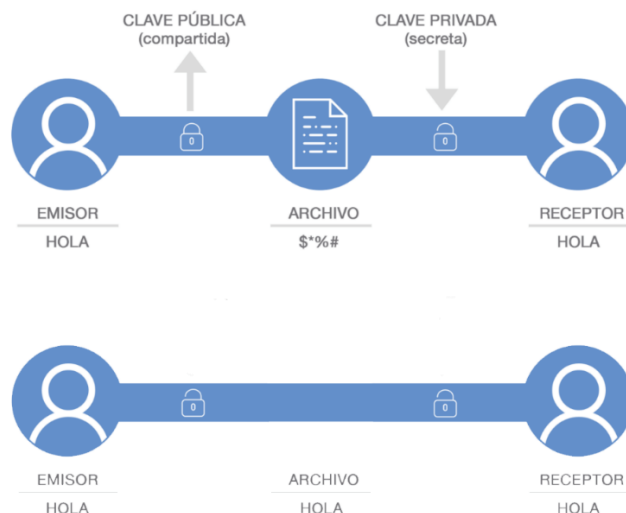 CLAVE PÚBLICA
(compartida)
CLAVE PRIVADA
(secreta)
0
0
EMISOR
ARCHIVO
RECEPTOR
HOLA
$*%#
HOLA
0
0
EMISOR
ARCHIVO
RECEPTOR
HOLA
HOLA
HOLA